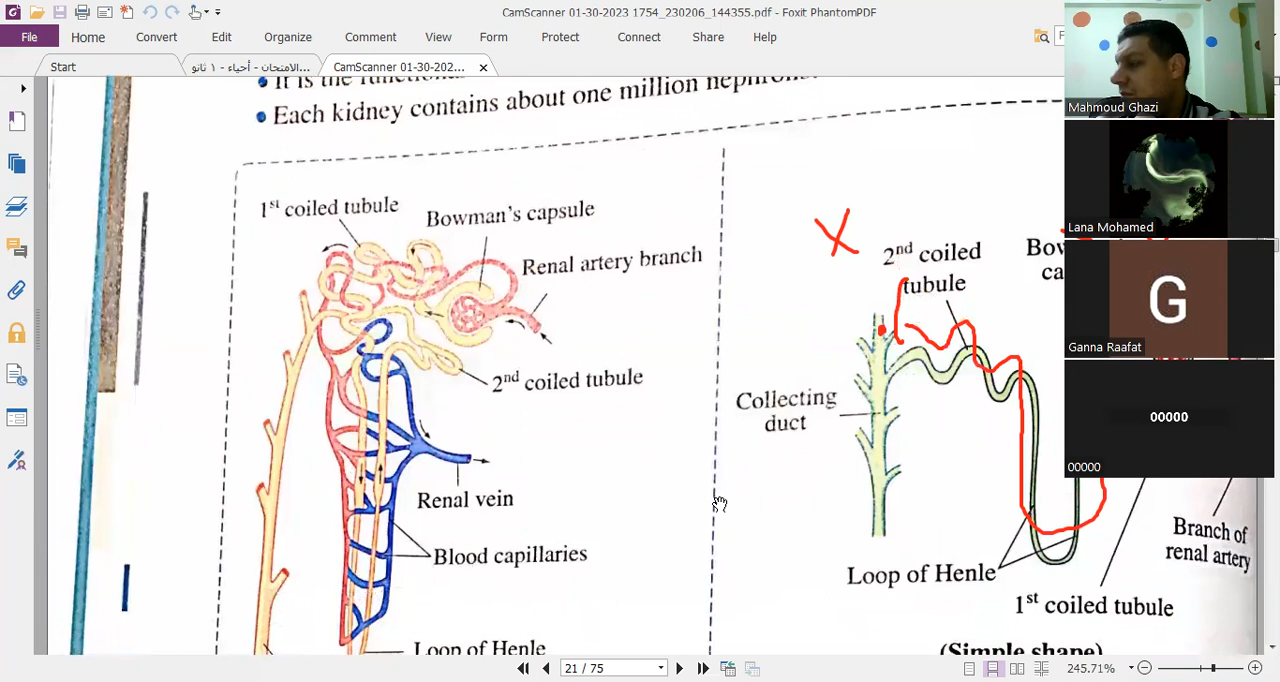 CamScanner 01-30-2023 1754_230206_144355.pdf - Foxit PhantomPDF
File Home Convert Edit Organize Comment View Form Protect Connect Share Help
Start
...الامتحان - أحياء - ١ ثانو
CamScanner 01-30-202...
It is the
Each kidney contains about one million nephrons.
1st coiled tubule
Bowman's capsule
Renal artery branch
2nd coiled tubule
Renal vein
Blood capillaries
Loop of Henle
X
2nd coiled
tubule
Collecting
duct
Loop of Henle
1st coiled tubule
Branch of
renal artery
(Simple shape)
Mahmoud Ghazi
Lana Mohamed
G
Ganna Raafat
00000
00000
21 / 75
245.71%